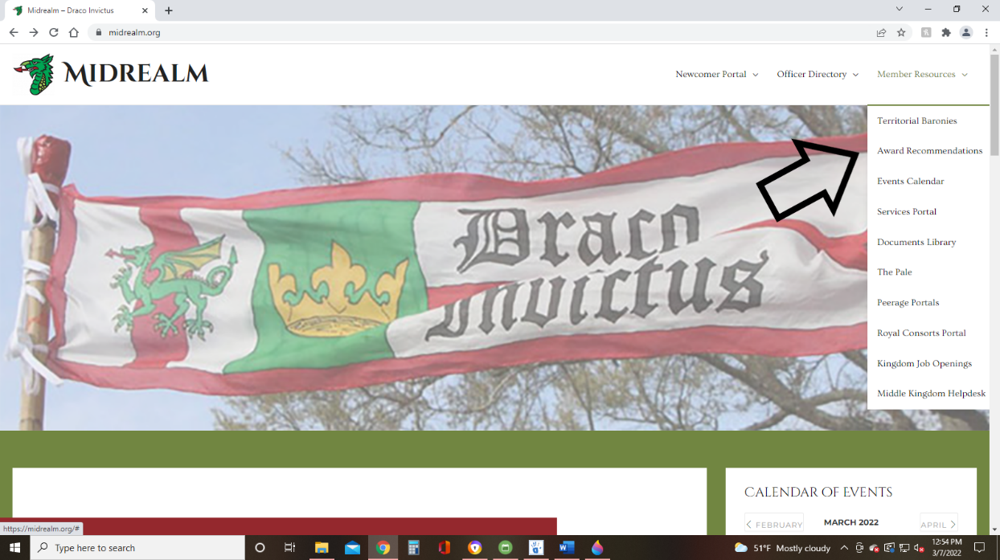 Midrealm – Draco Invictus
midrealm.org
MIDREALM
Newcomer Portal
Officer Directory
Member Resources
Territorial Baronies
Award Recommendations
Events Calendar
Services Portal
Documents Library
The Pale
Peerage Portals
Royal Consorts Portal
Kingdom Job Openings
Middle Kingdom Helpdesk
Draco
Invictus
CALENDAR OF EVENTS
FEBRUARY
MARCH 2022
APRIL
https://midrealm.org/#
Type here to search
51°F Mostly cloudy
12:54 PM
3/7/2022